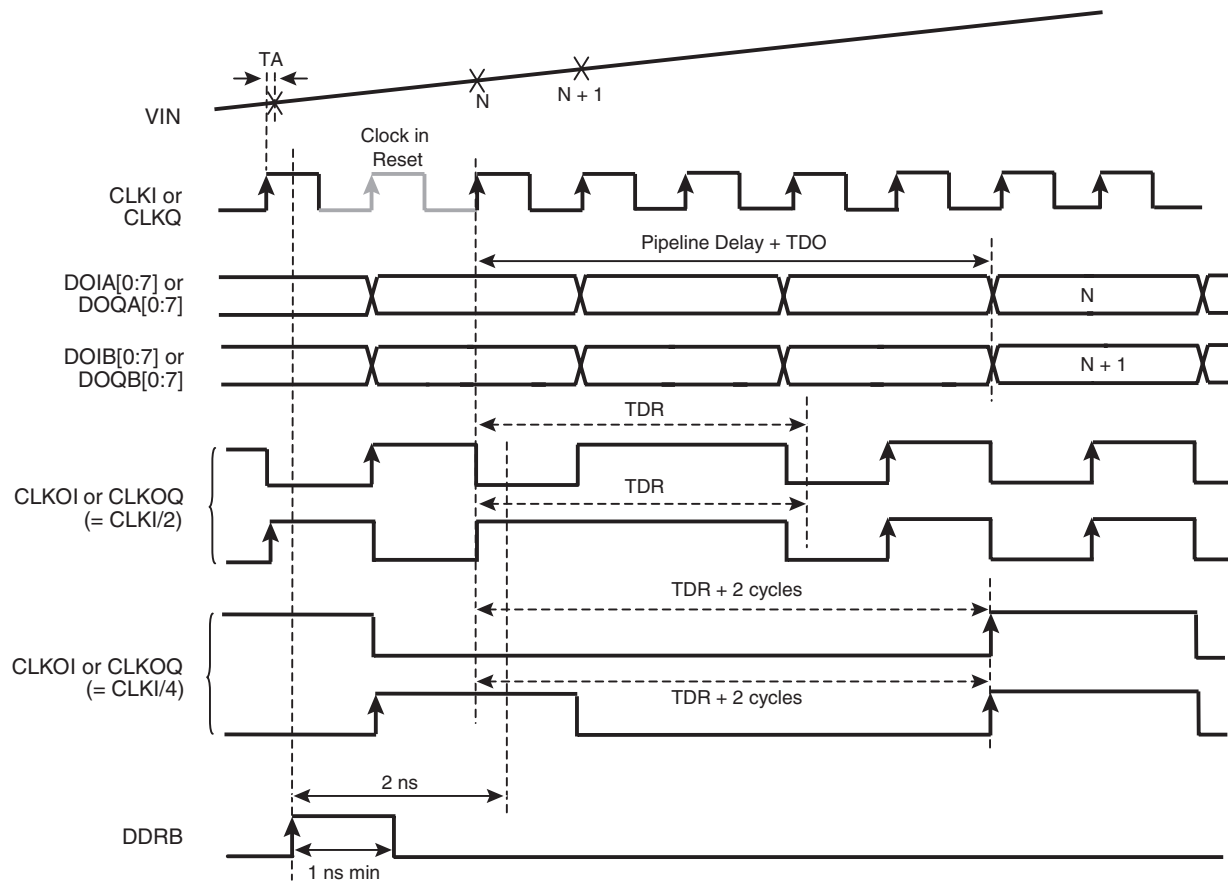 TA
VIN
N
N + 1
Clock in
Reset
CLKI or
CLKQ
Pipeline Delay + TDO
DOIA[0:7] or
DOQA[0:7]
N
DOIB[0:7] or
DOQB[0:7]
N + 1
TDR
CLKOI or CLKOQ
(= CLKI/2)
TDR
TDR + 2 cycles
CLKOI or CLKOQ
(= CLKI/4)
TDR + 2 cycles
2 ns
DDRB
1 ns min